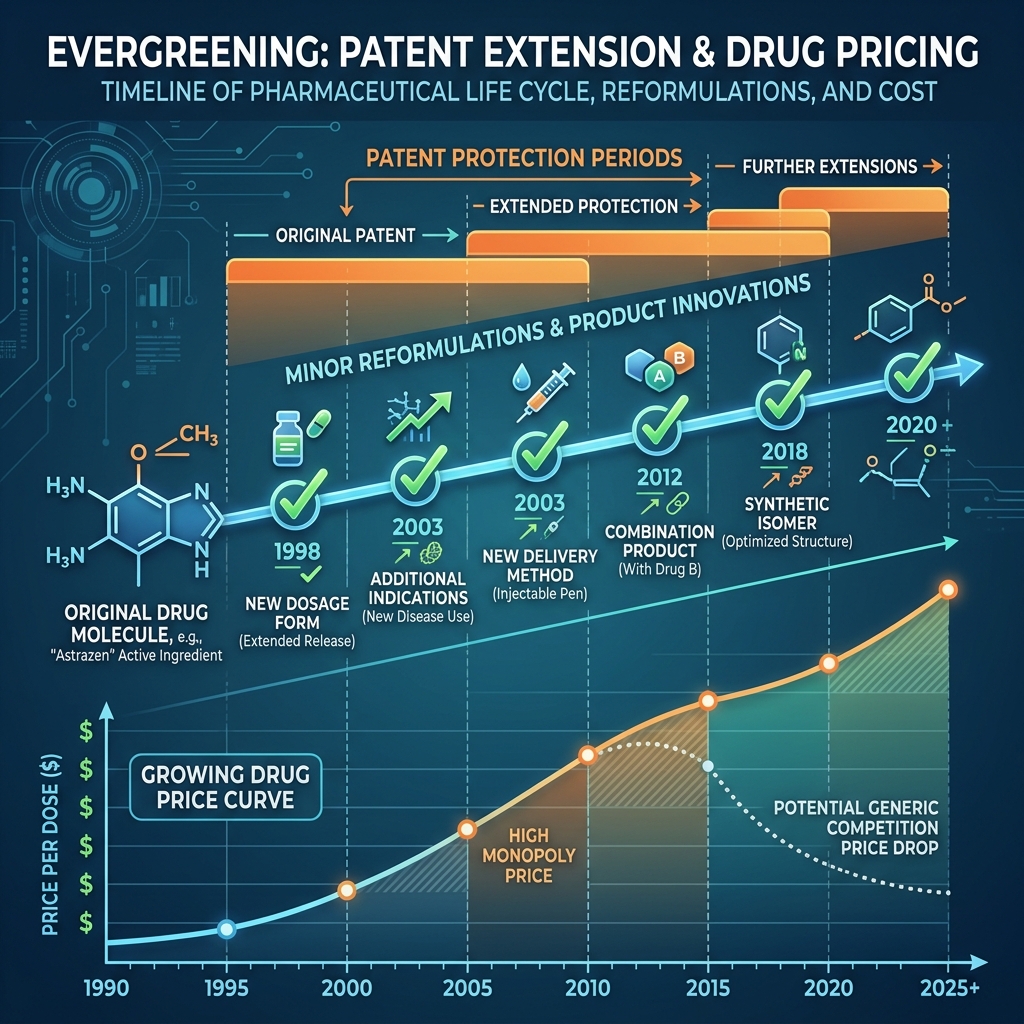 EVERGREENING: PATENT EXTENSION & DRUG PRICING
TIMELINE OF PHARMACEUTICAL LIFE CYCLE, REFORMULATIONS, AND COST
PATENT PROTECTION PERIODS
FURTHER EXTENSIONS
EXTENDED PROTECTION
ORIGINAL PATENT
MINOR REFORMULATIONS & PRODUCT INNOVATIONS
O
CH3
H3N
N
H3N
N
H
ORIGINAL DRUG
MOLECULE, e.g.,
"Astrazen" Active Ingredient
1998
NEW DOSAGE
FORM
(Extended Release)
2003
ADDITIONAL
INDICATIONS
(New Disease Use)
2003
NEW DELIVERY
METHOD
(Injectable Pen)
A
B
2012
COMBINATION
PRODUCT
(With Drug B)
N
2018
SYNTHETIC
ISOMER
(Optimized Structure)
O
O
2020 +
O
O
PRICE PER DOSE ($)
$
$
$
$
$
$
GROWING DRUG
PRICE CURVE
HIGH
MONOPOLY
PRICE
POTENTIAL GENERIC
COMPETITION
PRICE DROP
1990
1995
2000
2005
2010
2015
2020
2025+